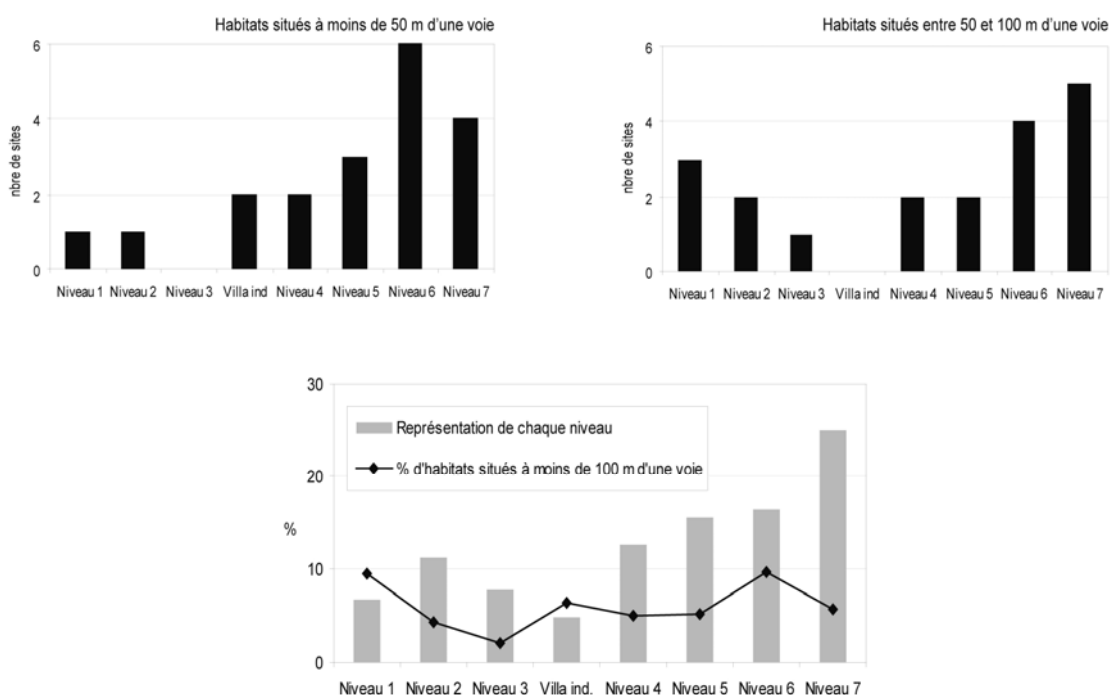 Habitats situés à moins de 50 m d'une voie
6
4
2
0
nbre de sites
Niveau 1 Niveau 2 Niveau 3 Villa ind Niveau 4 Niveau 5 Niveau 6 Niveau 7
Habitats situés entre 50 et 100 m d'une voie
6
4
2
0
nbre de sites
Niveau 1 Niveau 2 Niveau 3 Villa ind Niveau 4 Niveau 5 Niveau 6 Niveau 7
30
20
10
0
%
Représentation de chaque niveau
% d'habitats situés à moins de 100 m d'une voie
Niveau 1 Niveau 2 Niveau 3 Villa ind. Niveau 4 Niveau 5 Niveau 6 Niveau 7